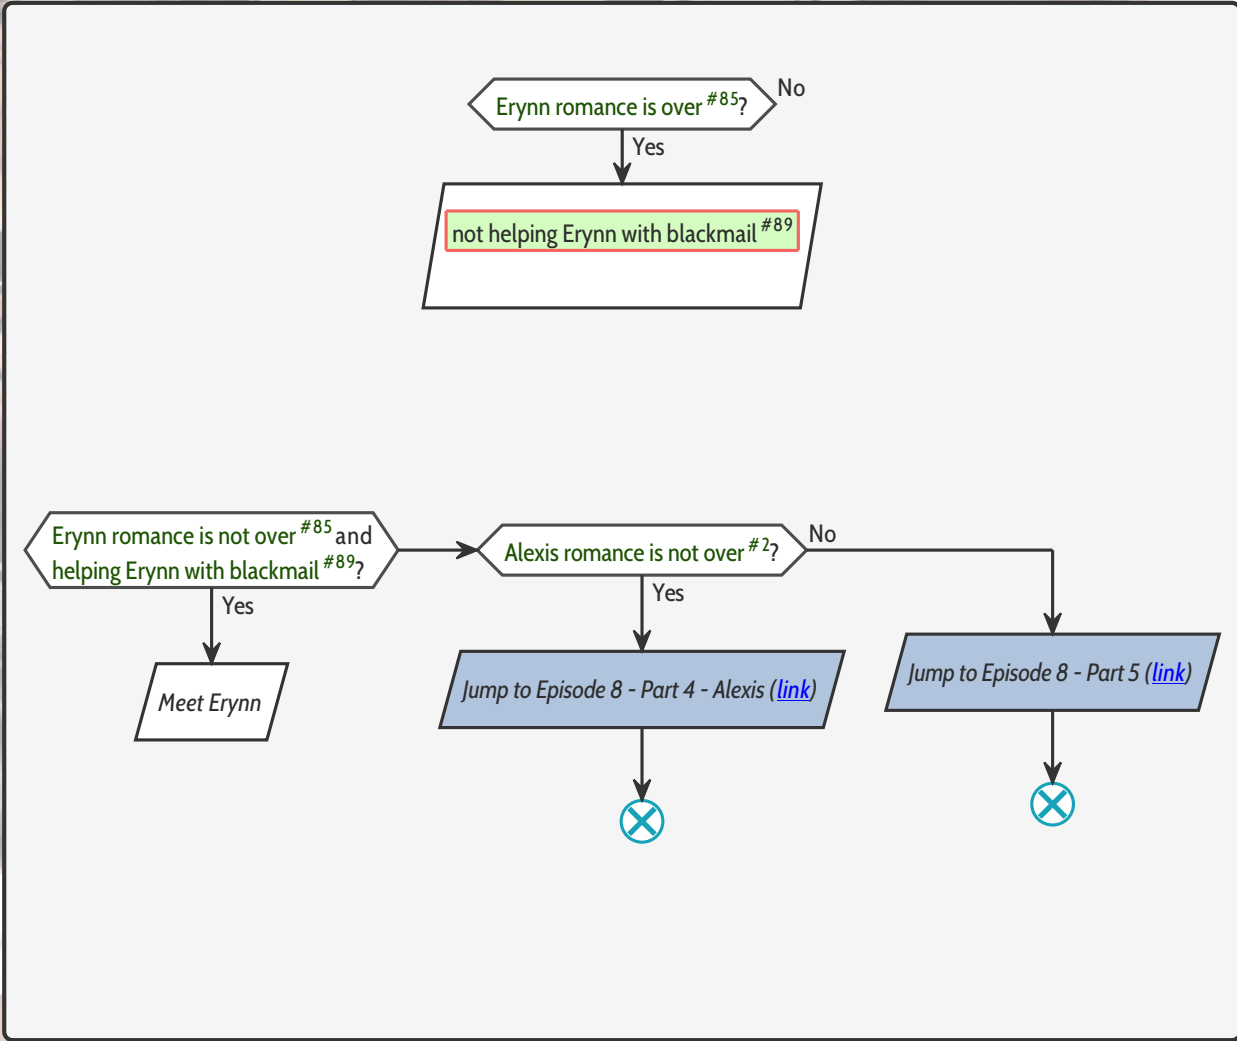 Erynn romance is over #85?
No
Yes
not helping Erynn with blackmail #89
Erynn romance is not over #85 and
helping Erynn with blackmail #89?
Alexis romance is not over #2?
No
Yes
Yes
Meet Erynn
Jump to Episode 8 - Part 4 - Alexis (link)
Jump to Episode 8 - Part 5 (link)